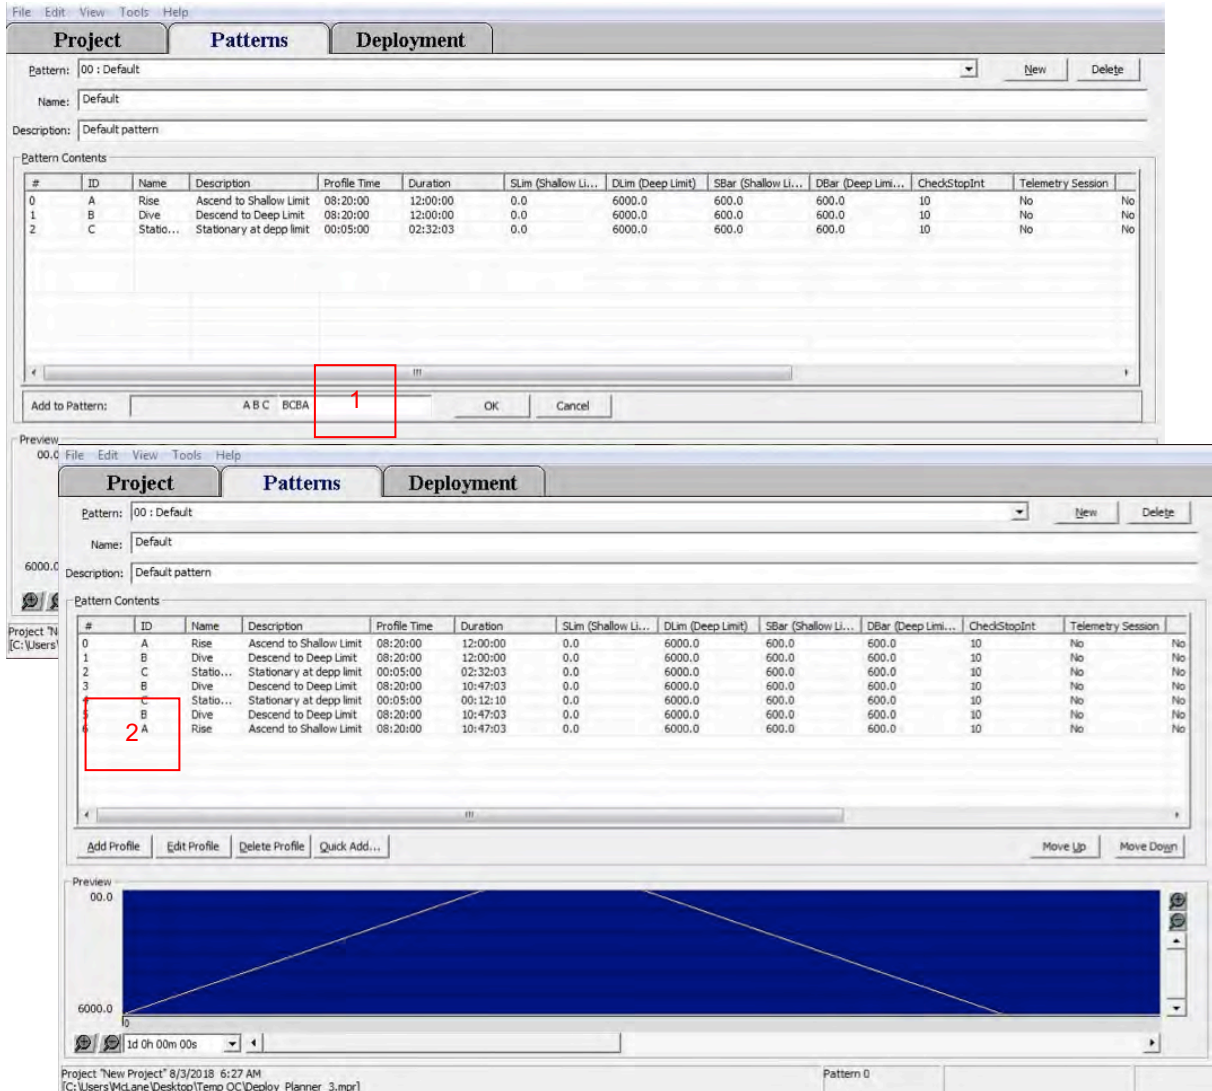 File Edit View Tools Help
Project Patterns Deployment
Pattern: 00 : Default New Delete
Name: Default
Description: Default pattern
Pattern Contents
# ID Name Description Profile Time Duration SLim (Shallow Li... DLim (Deep Limit) SBar (Shallow Li... DBar (Deep Limi... CheckStopInt Telemetry Session
0 A Rise Ascend to Shallow Limit 08:20:00 12:00:00 0.0 6000.0 600.0 600.0 10 No No
1 B Dive Descend to Deep Limit 08:20:00 12:00:00 0.0 6000.0 600.0 600.0 10 No No
2 C Statio... Stationary at depp limit 00:05:00 02:32:03 0.0 6000.0 600.0 600.0 10 No No
Add to Pattern: A B C BCBA 1 OK Cancel
Preview
00.0
6000.0
Project "N
[C:\Users\
File Edit View Tools Help
Project Patterns Deployment
Pattern: 00 : Default New Delete
Name: Default
Description: Default pattern
Pattern Contents
# ID Name Description Profile Time Duration SLim (Shallow Li... DLim (Deep Limit) SBar (Shallow Li... DBar (Deep Limi... CheckStopInt Telemetry Session
0 A Rise Ascend to Shallow Limit 08:20:00 12:00:00 0.0 6000.0 600.0 600.0 10 No No
1 B Dive Descend to Deep Limit 08:20:00 12:00:00 0.0 6000.0 600.0 600.0 10 No No
2 C Statio... Stationary at depp limit 00:05:00 02:32:03 0.0 6000.0 600.0 600.0 10 No No
3 B Dive Descend to Deep Limit 08:20:00 10:47:03 0.0 6000.0 600.0 600.0 10 No No
4 C Statio... Stationary at depp limit 00:05:00 00:12:10 0.0 6000.0 600.0 600.0 10 No No
5 B Dive Descend to Deep Limit 08:20:00 10:47:03 0.0 6000.0 600.0 600.0 10 No No
6 A Rise Ascend to Shallow Limit 08:20:00 10:47:03 0.0 6000.0 600.0 600.0 10 No No
2
Add Profile Edit Profile Delete Profile Quick Add... Move Up Move Down
Preview
00.0
6000.0
0
1d 0h 00m 00s
Project "New Project" 8/3/2018 6:27 AM Pattern 0
[C:\Users\McLane\Desktop\Temp OC\Deploy_Planner_3.mpr]